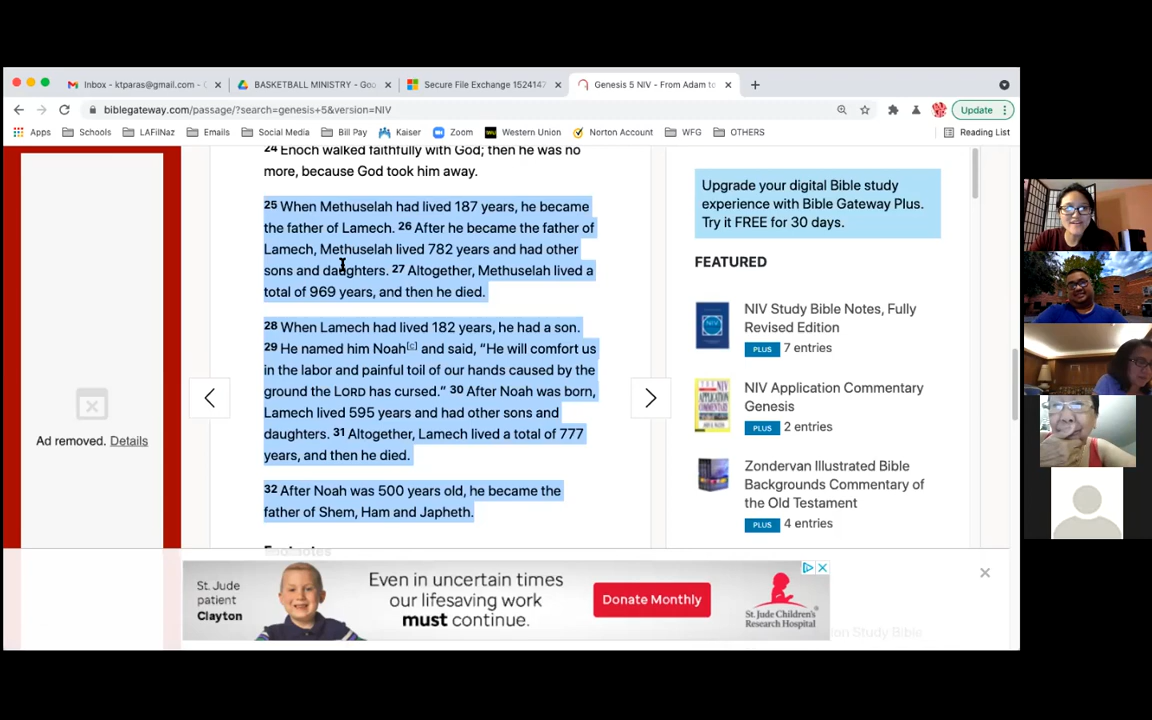 Inbox - ktparas@gmail.com -
BASKETBALL MINISTRY - Goo
Secure File Exchange 1524147
Genesis 5 NIV - From Adam to
biblegateway.com/passage/?search=genesis+5&version=NIV
Update
Apps
Schools
LAFilNaz
Emails
Social Media
Bill Pay
Kaiser
Zoom
Western Union
Norton Account
WFG
OTHERS
Reading List
Ad removed. Details
24 Enoch walked faithfully with God; then he was no
more, because God took him away.
25 When Methuselah had lived 187 years, he became
the father of Lamech. 26 After he became the father of
Lamech, Methuselah lived 782 years and had other
sons and daughters. 27 Altogether, Methuselah lived a
total of 969 years, and then he died.
28 When Lamech had lived 182 years, he had a son.
29 He named him Noah[c] and said, “He will comfort us
in the labor and painful toil of our hands caused by the
ground the LORD has cursed.” 30 After Noah was born,
Lamech lived 595 years and had other sons and
daughters. 31 Altogether, Lamech lived a total of 777
years, and then he died.
32 After Noah was 500 years old, he became the
father of Shem, Ham and Japheth.
Footnotes
Upgrade your digital Bible study
experience with Bible Gateway Plus.
Try it FREE for 30 days.
FEATURED
NIV Study Bible Notes, Fully
Revised Edition
PLUS 7 entries
NIV Application Commentary
Genesis
PLUS 2 entries
Zondervan Illustrated Bible
Backgrounds Commentary of
the Old Testament
PLUS 4 entries
St. Jude
patient
Clayton
Even in uncertain times
our lifesaving work
must continue.
Donate Monthly
St. Jude Children's
Research Hospital
ion Study Bible